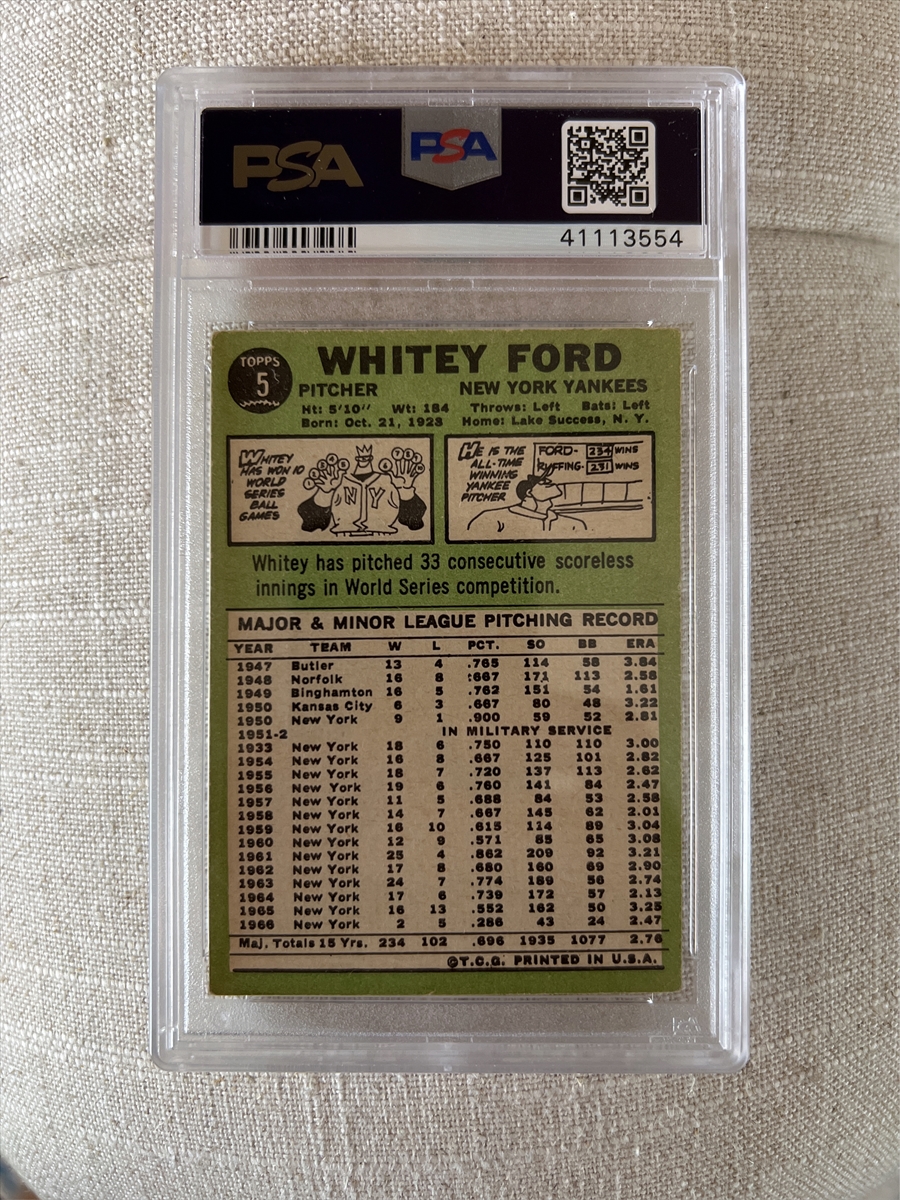 PSA PSA
41113554
TOPPS 5
WHITEY FORD
PITCHER NEW YORK YANKEES
Ht: 5'10" Wt: 184 Throws: Left Bats: Left
Born: Oct. 21, 1928 Home: Lake Success, N. Y.
WHITEY
HAS WON 10
WORLD
SERIES
BALL
GAMES
NY
HE IS THE
ALL-TIME
WINNING
YANKEE
PITCHER
FORD- 234 WINS
RUFFING- 231 WINS
Whitey has pitched 33 consecutive scoreless
innings in World Series competition.
MAJOR & MINOR LEAGUE PITCHING RECORD
YEAR TEAM W L PCT. SO BB ERA
1947 Butler 13 4 .765 114 58 3.84
1948 Norfolk 16 8 .667 171 113 2.58
1949 Binghamton 16 5 .762 151 54 1.61
1950 Kansas City 6 3 .667 80 48 3.22
1950 New York 9 1 .900 59 52 2.81
1951-2 IN MILITARY SERVICE
1933 New York 18 6 .750 110 110 3.00
1954 New York 16 8 .667 125 101 2.82
1955 New York 18 7 .720 137 113 2.62
1956 New York 19 6 .760 141 84 2.47
1957 New York 11 5 .688 84 53 2.58
1958 New York 14 7 .667 145 62 2.01
1959 New York 16 10 .615 114 89 3.04
1960 New York 12 9 .571 85 65 3.08
1961 New York 25 4 .862 209 92 3.21
1962 New York 17 8 .680 160 69 2.90
1963 New York 24 7 .774 189 56 2.74
1964 New York 17 6 .739 172 57 2.13
1965 New York 16 13 .552 162 50 3.25
1966 New York 2 5 .286 43 24 2.47
Maj. Totals 15 Yrs. 234 102 .696 1935 1077 2.76
©T.C.G. PRINTED IN U.S.A.